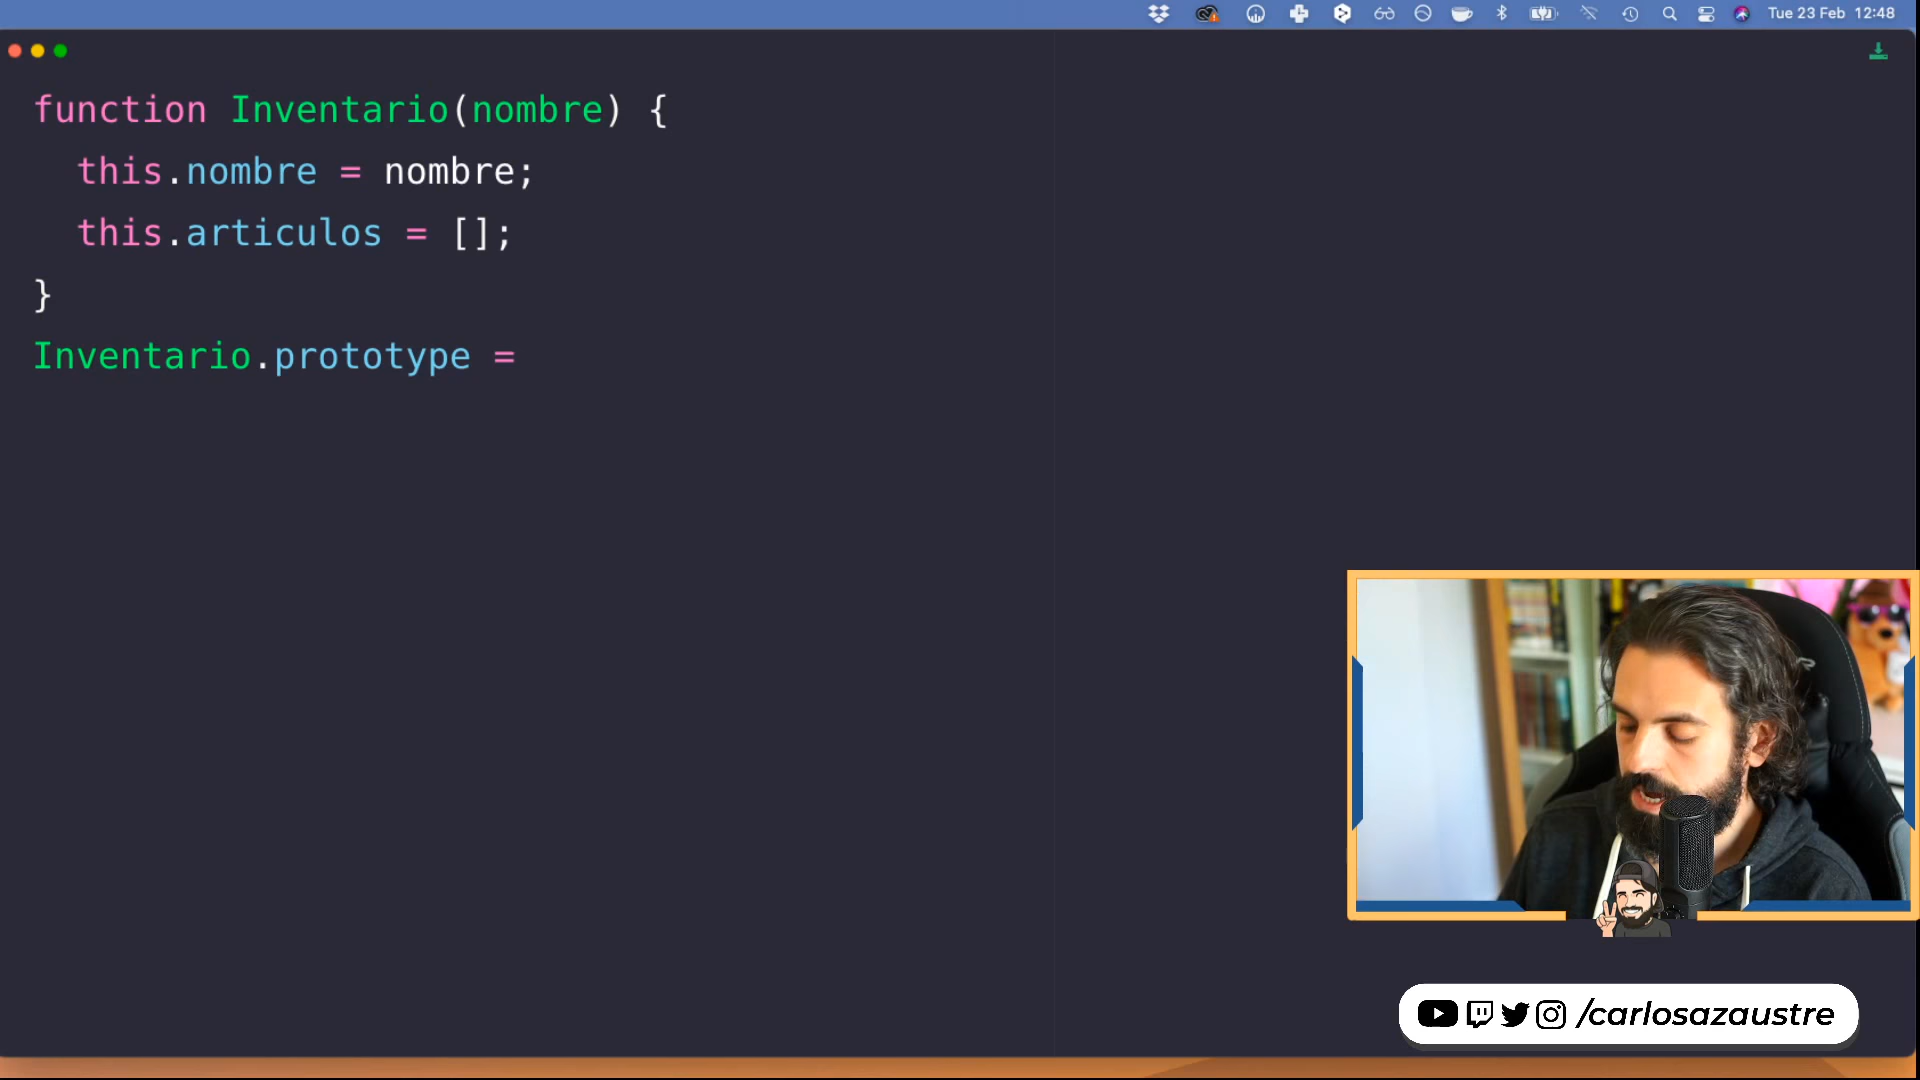 Tue 23 Feb 12:48
function Inventario(nombre) {
this.nombre = nombre;
this.articulos = [];
}
Inventario.prototype =
/carlosazaustre